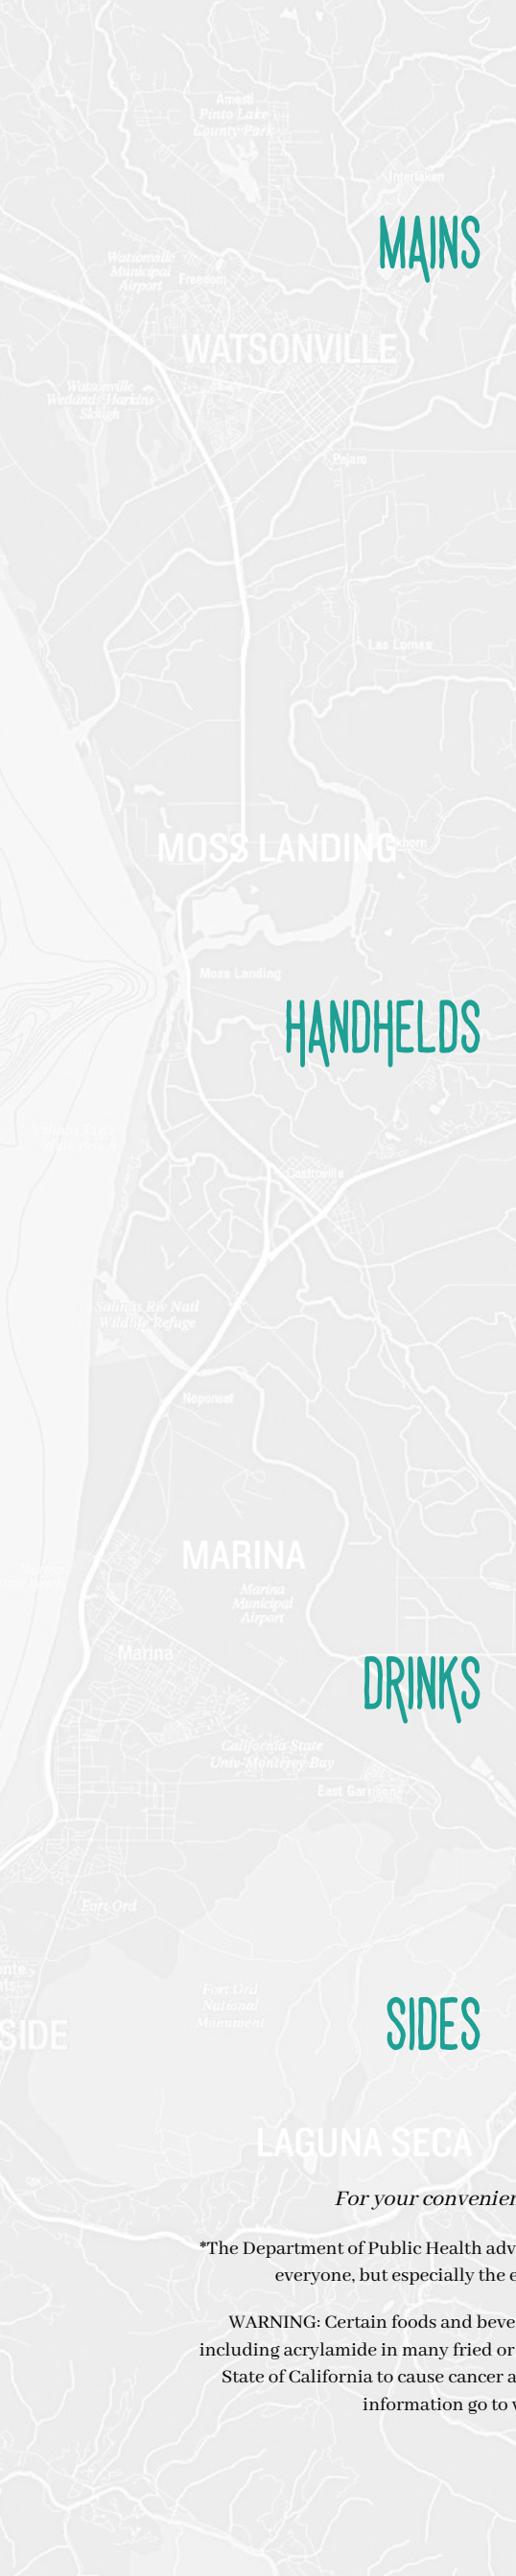 Amesti
Pinto Lake
County Park
Interlaken
MAINS
Watsonville
Municipal
Airport
Freedom
WATSONVILLE
Watsonville
Wetlands-Harkins
Slough
Pajaro
Las Lomas
MOSS LANDING
Elkhorn
Moss Landing
HANDHELDS
Castroville
Salinas Riv Natl
Wildlife Refuge
Neponset
MARINA
Marina
Municipal
Airport
Marina
DRINKS
California State
Univ-Monterey Bay
East Garrison
Fort Ord
Fort Ord
National
Monument
SIDES
SIDE
LAGUNA SECA
For your convenien
*The Department of Public Health adv
everyone, but especially the e
WARNING: Certain foods and beve
including acrylamide in many fried or
State of California to cause cancer a
information go to w